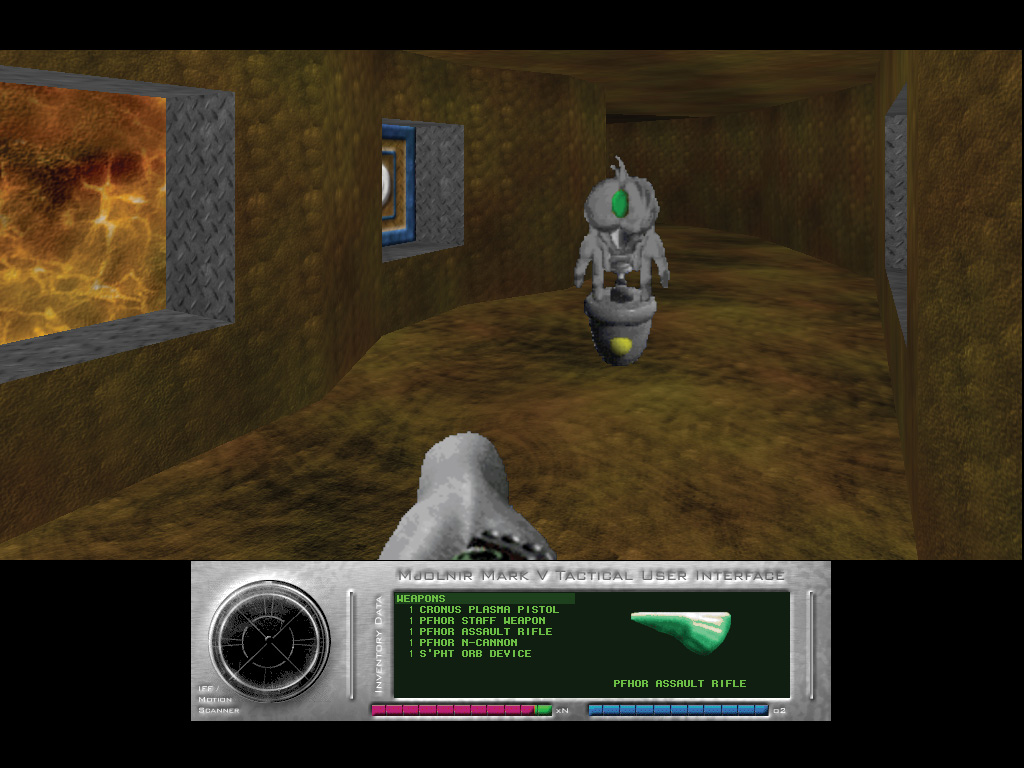 Mjolnir Mark V Tactical User Interface
Inventory Data
WEAPONS
1 CRONUS PLASMA PISTOL
1 PFHOR STAFF WEAPON
1 PFHOR ASSAULT RIFLE
1 PFHOR N-CANNON
1 S'PHT ORB DEVICE
PFHOR ASSAULT RIFLE
IFF /
Motion
Scanner
xN
o2